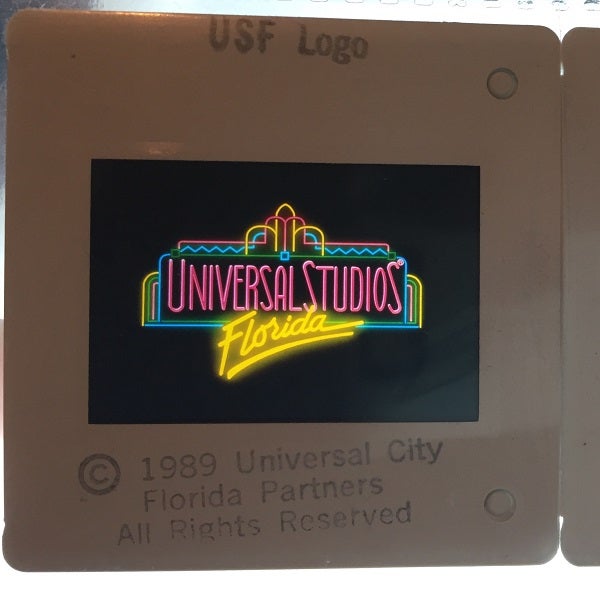 USF Logo
UNIVERSAL STUDIOS®
Florida
© 1989 Universal City
Florida Partners
All Rights Reserved